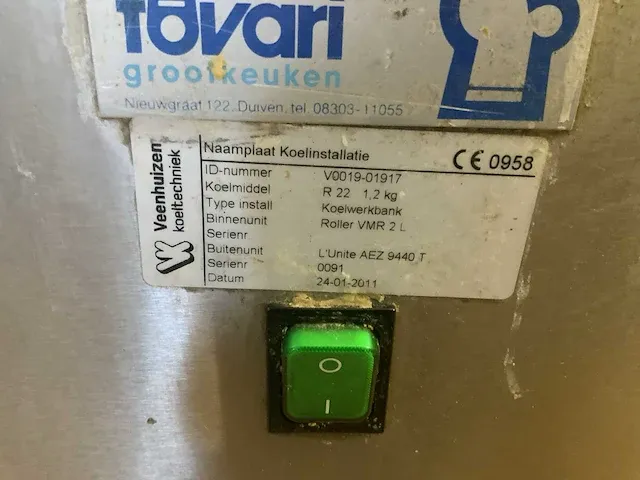 tovari
grootkeuken
Nieuwgraaf 122. Duiven, tel. 08303-11055
Veenhuizen
koeltechniek
Naamplaat Koelinstallatie
CE 0958
ID-nummer V0019-01917
Koelmiddel R 22 1,2 kg
Type install Koelwerkbank
Binnenunit Roller VMR 2 L
Serienr
Buitenunit L'Unite AEZ 9440 T
Serienr 0091
Datum 24-01-2011
O
I